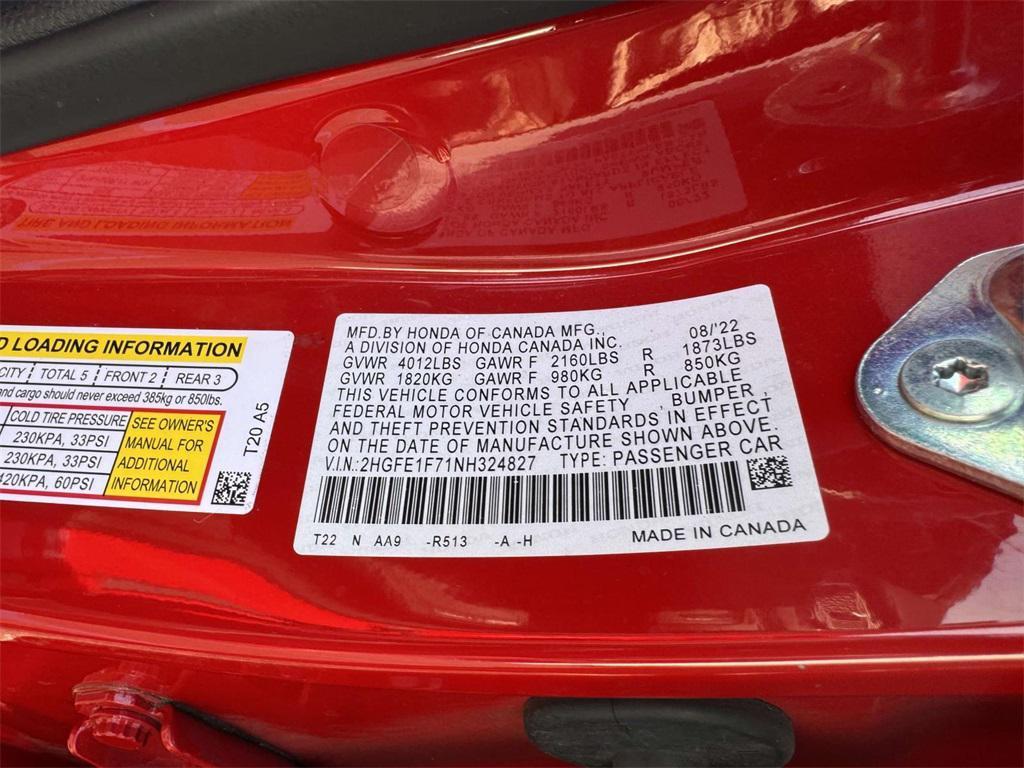 D LOADING INFORMATION
CITY TOTAL 5 FRONT 2 REAR 3
and cargo should never exceed 385kg or 850lbs.
COLD TIRE PRESSURE
230KPA, 33PSI
230KPA, 33PSI
420KPA, 60PSI
SEE OWNER'S
MANUAL FOR
ADDITIONAL
INFORMATION
T20 A5
MFD.BY HONDA OF CANADA MFG., 08/'22
A DIVISION OF HONDA CANADA INC.
GVWR 4012LBS GAWR F 2160LBS R 1873LBS
GVWR 1820KG GAWR F 980KG R 850KG
THIS VEHICLE CONFORMS TO ALL APPLICABLE
FEDERAL MOTOR VEHICLE SAFETY , BUMPER ,
AND THEFT PREVENTION STANDARDS IN EFFECT
ON THE DATE OF MANUFACTURE SHOWN ABOVE.
V.I.N.:2HGFE1F71NH324827 TYPE: PASSENGER CAR
T22 N AA9 -R513 -A -H MADE IN CANADA